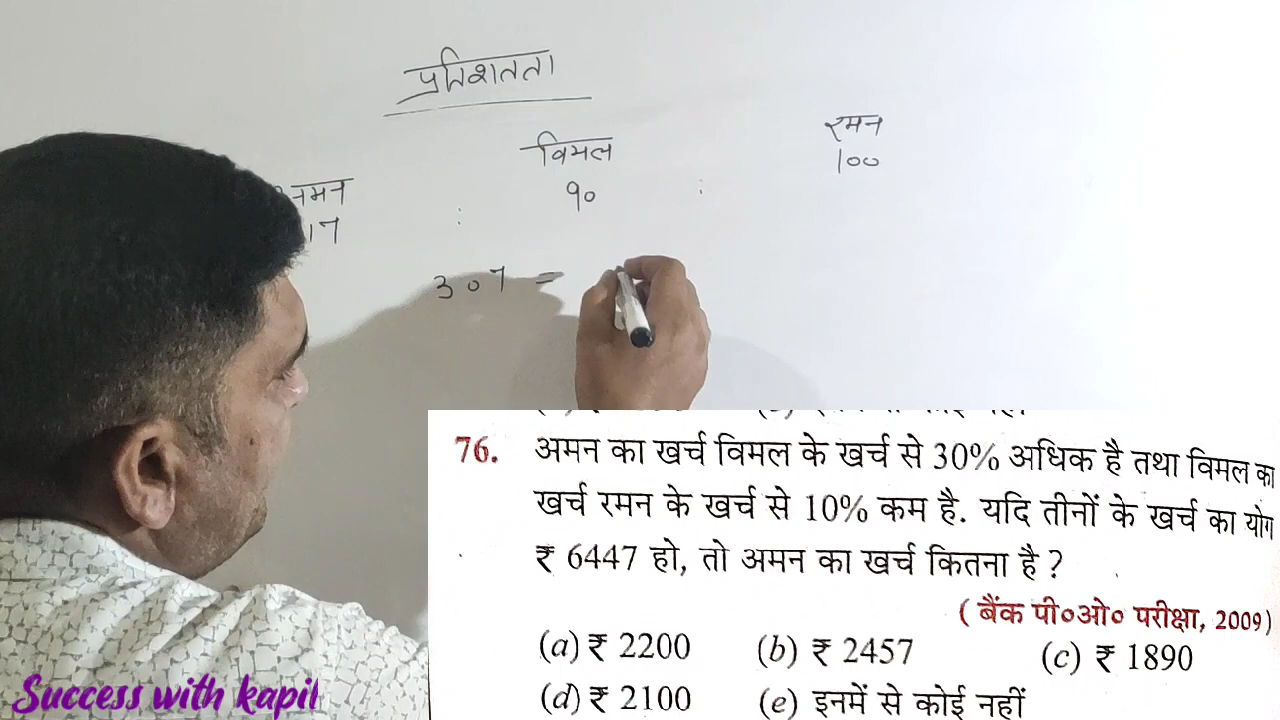 प्रतिशतता
विमल
रमन
90
:
100
नमन
:
17
307 =
76. अमन का खर्च विमल के खर्च से 30% अधिक है तथा विमल का
खर्च रमन के खर्च से 10% कम है. यदि तीनों के खर्च का योग
₹ 6447 हो, तो अमन का खर्च कितना है ?
( बैंक पी०ओ० परीक्षा, 2009)
(a) ₹ 2200 (b) ₹ 2457 (c) ₹ 1890
(d) ₹ 2100 (e) इनमें से कोई नहीं
Success with kapil